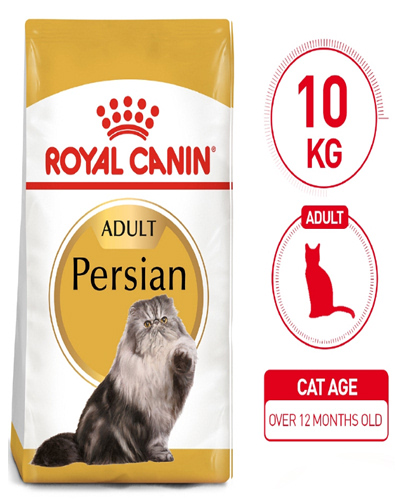 ROYAL CANIN®
ADULT
Persian
10
KG
ADULT
CAT AGE
OVER 12 MONTHS OLD